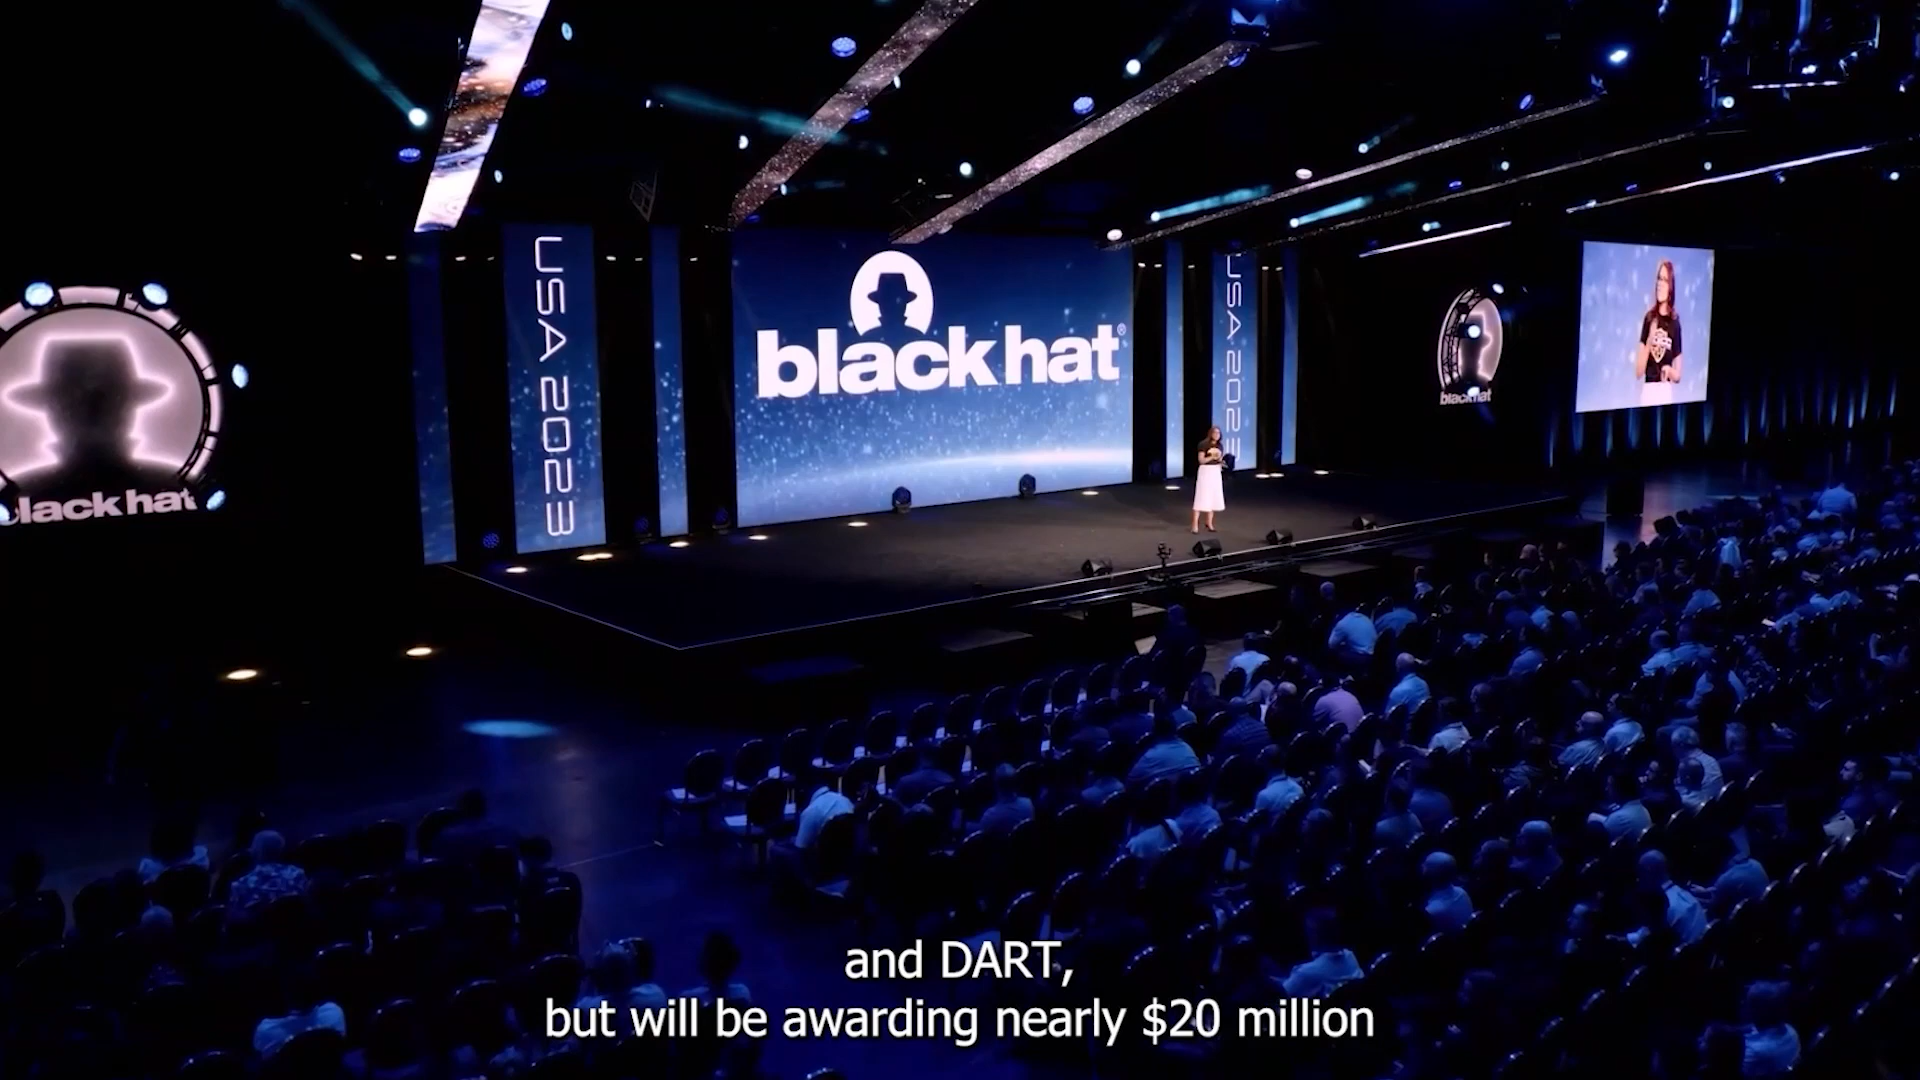 USA 2023
black hat®
USA 2023
black hat
black hat
and DART,
but will be awarding nearly $20 million